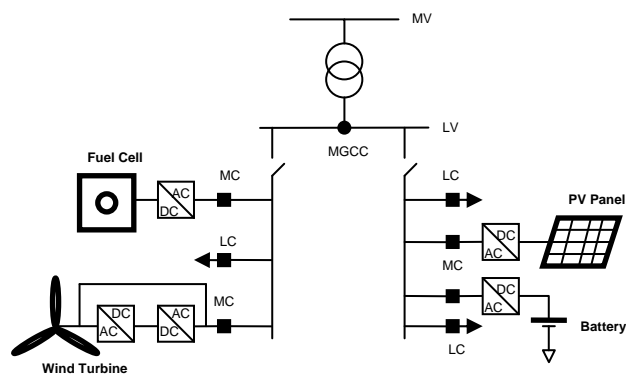 MV
LV
MGCC
Fuel Cell
MC
LC
PV Panel
AC
DC
DC
AC
LC
MC
MC
DC
AC
AC
DC
DC
AC
Battery
LC
Wind Turbine